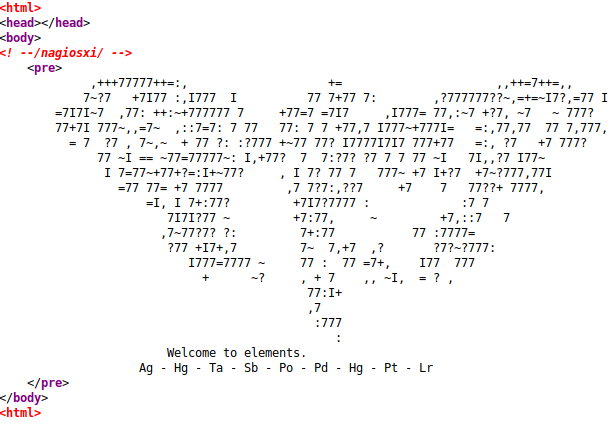 <html>
<head></head>
<body>
<! --/nagiosxi/ -->
    <pre>
             ,+++77777++=:,                    +=                      ,,++=7++=,,
            7~?7   +7I77 :,I777  I          77 7+77 7:        ,?777777??~,=+=~I7?,=77 I
        =7I7I~7  ,77: ++:~+777777 7     +77=7 =7I7     ,I777= 77,:~7 +?7, ~7   ~ 777?
        77+7I 777~,,=7~  ,::7=7: 7 77   77: 7 7 +77,7 I777~+777I=   =:,77,77  77 7,777,
          = 7  ?7 , 7~,~  + 77 ?: :?777 +~77 77? I7777I7I7 777+77   =:, ?7   +7 777?
              77 ~I == ~77=77777~: I,+77?  7  7:?7? ?7 7 7 77 ~I   7I,,?7 I77~
               I 7=77~+77+?=:I+~77?     , I 7? 77 7   777~ +7 I+?7  +7~?777,77I
                 =77 77= +7 7777         ,7 7?7:,??7     +7    7   77??+ 7777,
                     =I, I 7+:77?         +7I7?7777 :             :7 7
                        7I7I?77 ~         +7:77,     ~         +7,::7   7
                       ,7~77?7? ?:         7+:77           77 :7777=
                        ?77 +I7+,7         7~  7,+7  ,?       ?7?~?777:
                           I777=7777 ~     77 :  77 =7+,    I77  777
                             +      ~?     , + 7    ,, ~I,  = ? ,
                                            77:I+
                                            ,7
                                             :777
                                                :
                        Welcome to elements.
                    Ag - Hg - Ta - Sb - Po - Pd - Hg - Pt - Lr
    </pre>
</body>
<html>